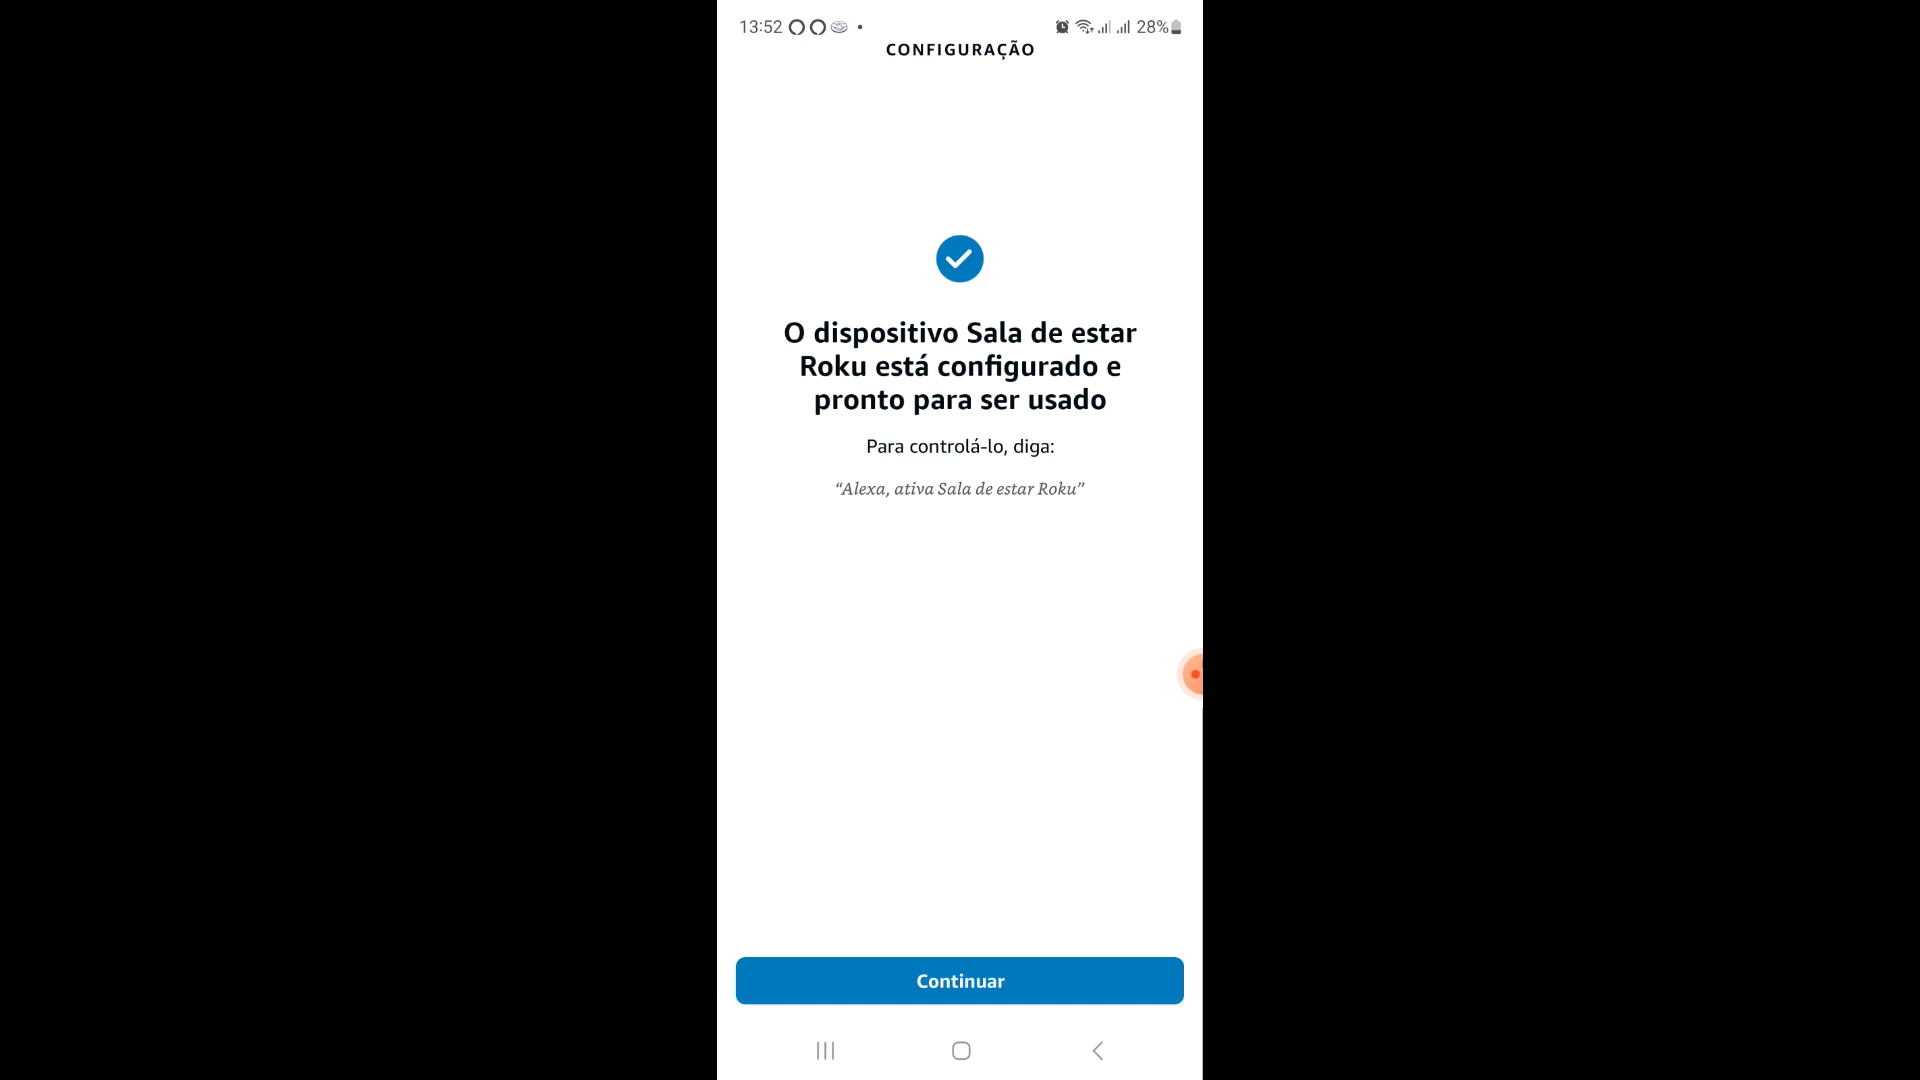 13:52
28%
CONFIGURAÇÃO
O dispositivo Sala de estar
Roku está configurado e
pronto para ser usado
Para controlá-lo, diga:
“Alexa, ativa Sala de estar Roku”
Continuar